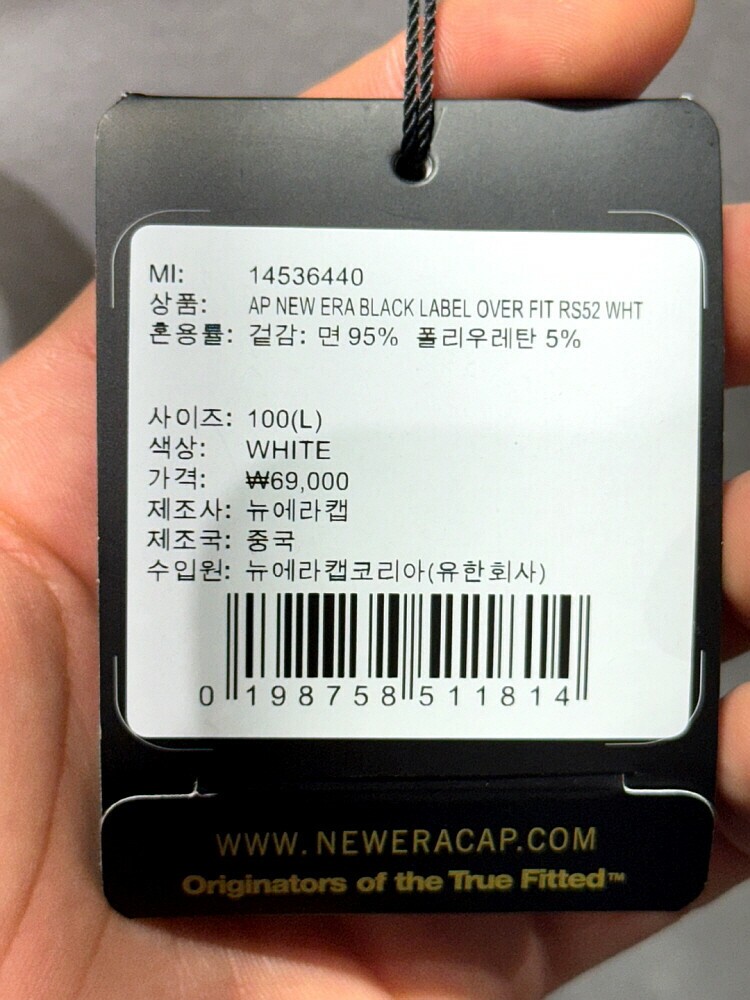 MI: 14536440
상품: AP NEW ERA BLACK LABEL OVER FIT RS52 WHT
혼용률: 겉감: 면 95% 폴리우레탄 5%
사이즈: 100(L)
색상: WHITE
가격: ₩69,000
제조사: 뉴에라캡
제조국: 중국
수입원: 뉴에라캡코리아(유한회사)
0 198758 511814
WWW.NEWERACAP.COM
Originators of the True Fitted™